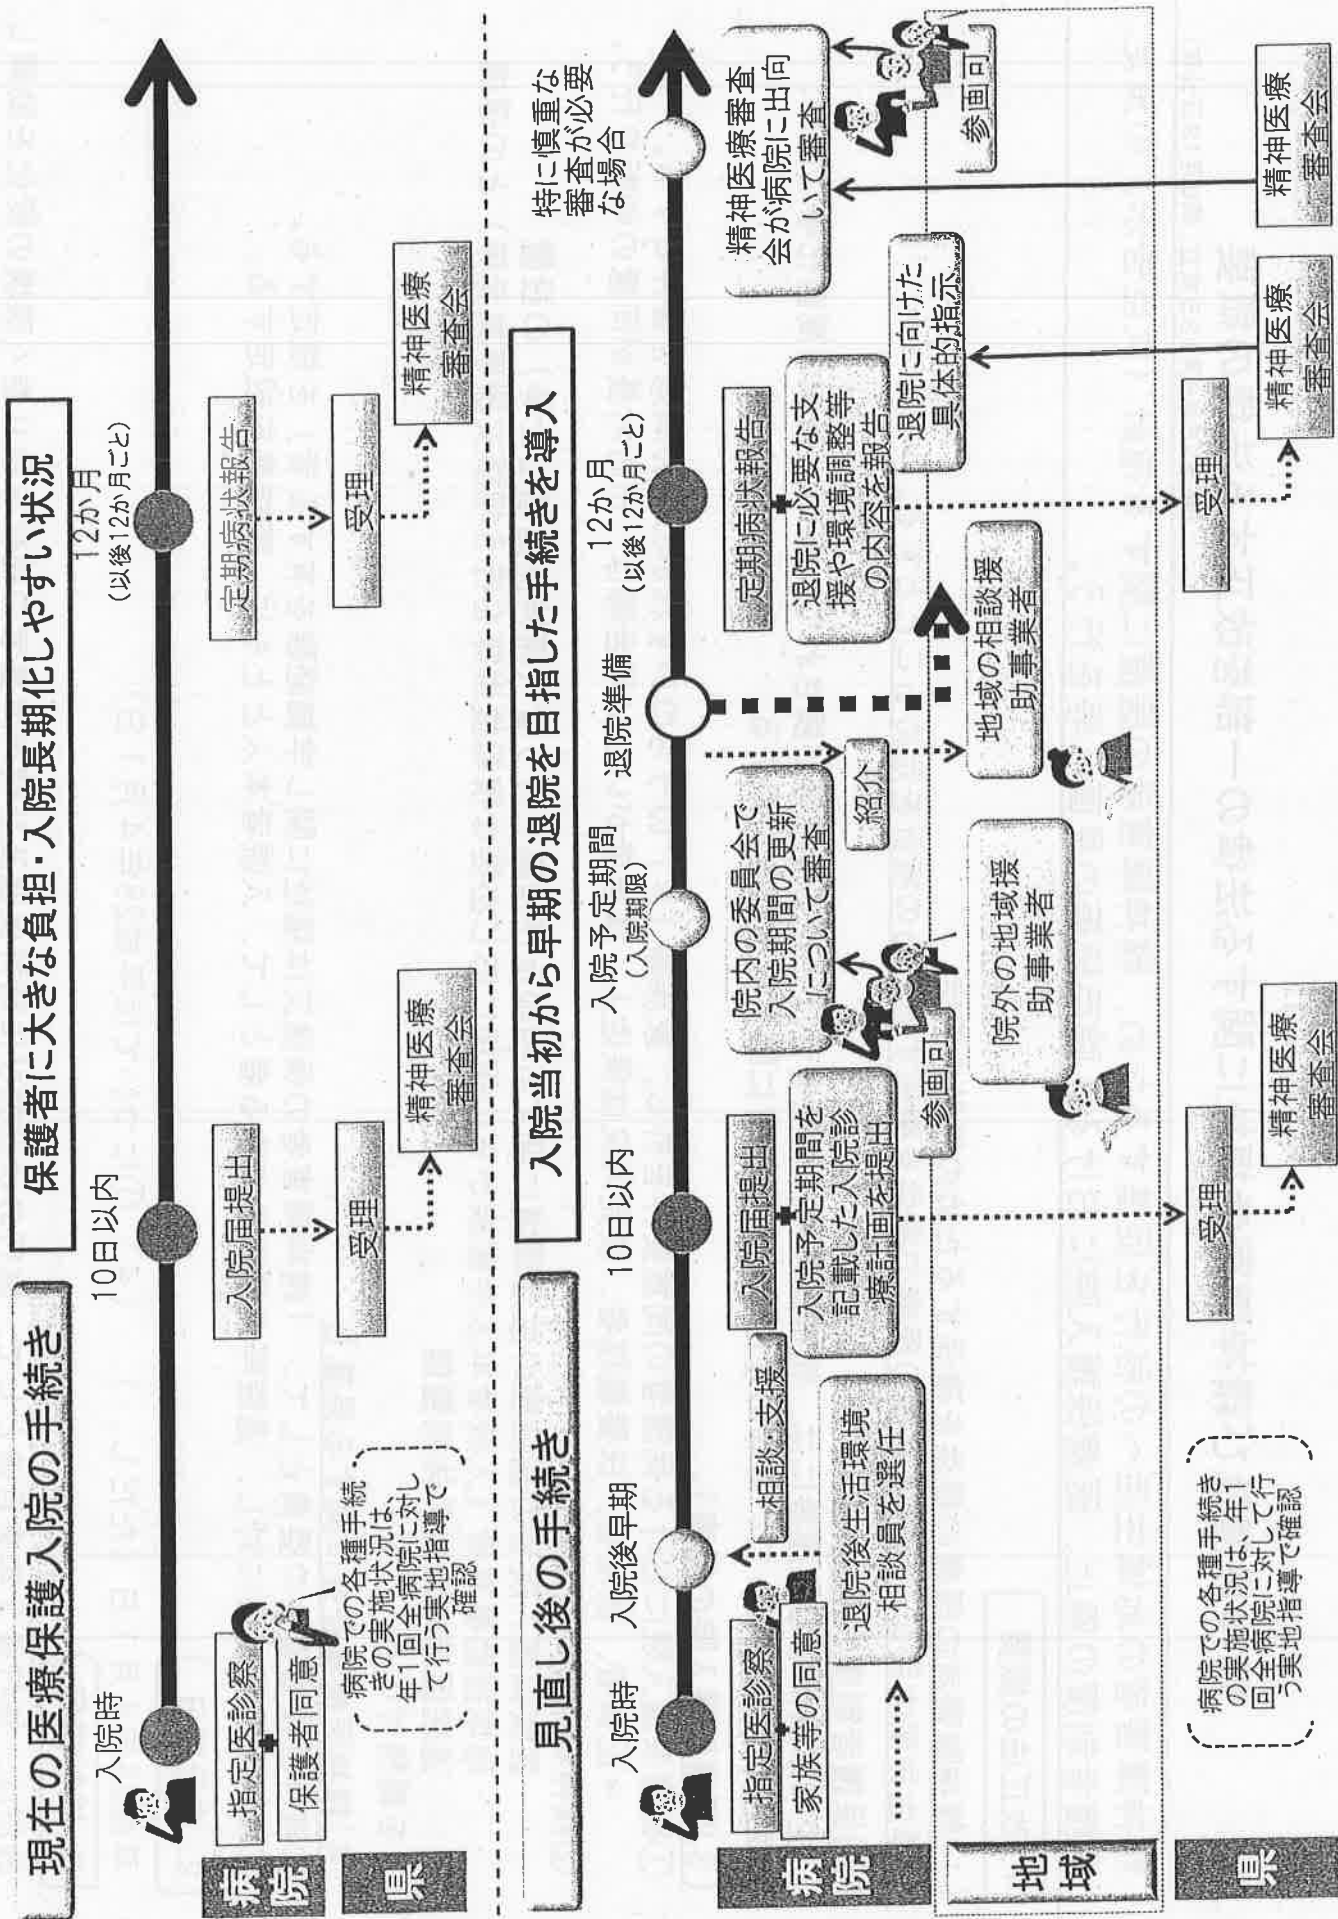 現在の医療保護入院の手続き
保護者に大きな負担・入院長期化しやすい状況
入院時
10日以内
12か月
(以後12か月ごと)
病院
指定医診察
保護者同意
入院届提出
定期病状報告
県
病院での各種手続
きの実施状況は、
年1回全病院に対し
て行う実地指導で
確認
受理
精神医療
審査会
受理
精神医療
審査会
見直し後の手続き
入院当初から早期の退院を目指した手続きを導入
入院時
入院後早期
10日以内
入院予定期間
(入院期限)
退院準備
12か月
(以後12か月ごと)
特に慎重な
審査が必要
な場合
病院
指定医診察
家族等の同意
相談・支援
退院後生活環境
相談員を選任
入院届提出
入院予定期間を
記載した入院診
療計画を提出
院内の委員会で
入院期間の更新
について審査
参画可
紹介
定期病状報告
退院に必要な支
援や環境調整等
の内容を報告
退院に向けた
具体的指示
精神医療審査
会が病院に出向
いて審査
参画可
地域
院外の地域援
助事業者
地域の相談援
助事業者
県
病院での各種手続き
の実施状況は、年1
回全病院に対して行
う実地指導で確認
受理
精神医療
審査会
受理
精神医療
審査会
精神医療
審査会